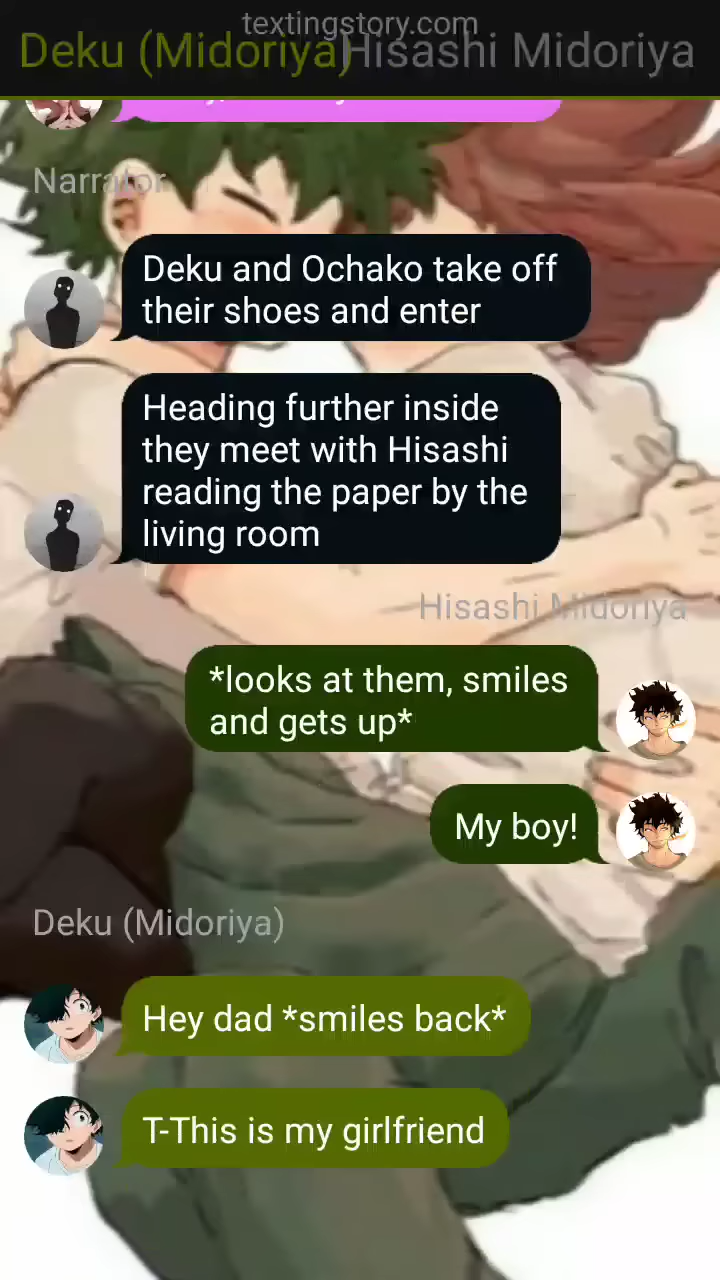 textingstory.com
Deku (Midoriya)
Hisashi Midoriya
Narrator
Deku and Ochako take off
their shoes and enter
Heading further inside
they meet with Hisashi
reading the paper by the
living room
Hisashi Midoriya
*looks at them, smiles
and gets up*
My boy!
Deku (Midoriya)
Hey dad *smiles back*
T-This is my girlfriend